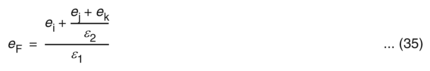 e_F = (e_i + (e_j + e_k) / ε_2) / ε_1 ... (35)